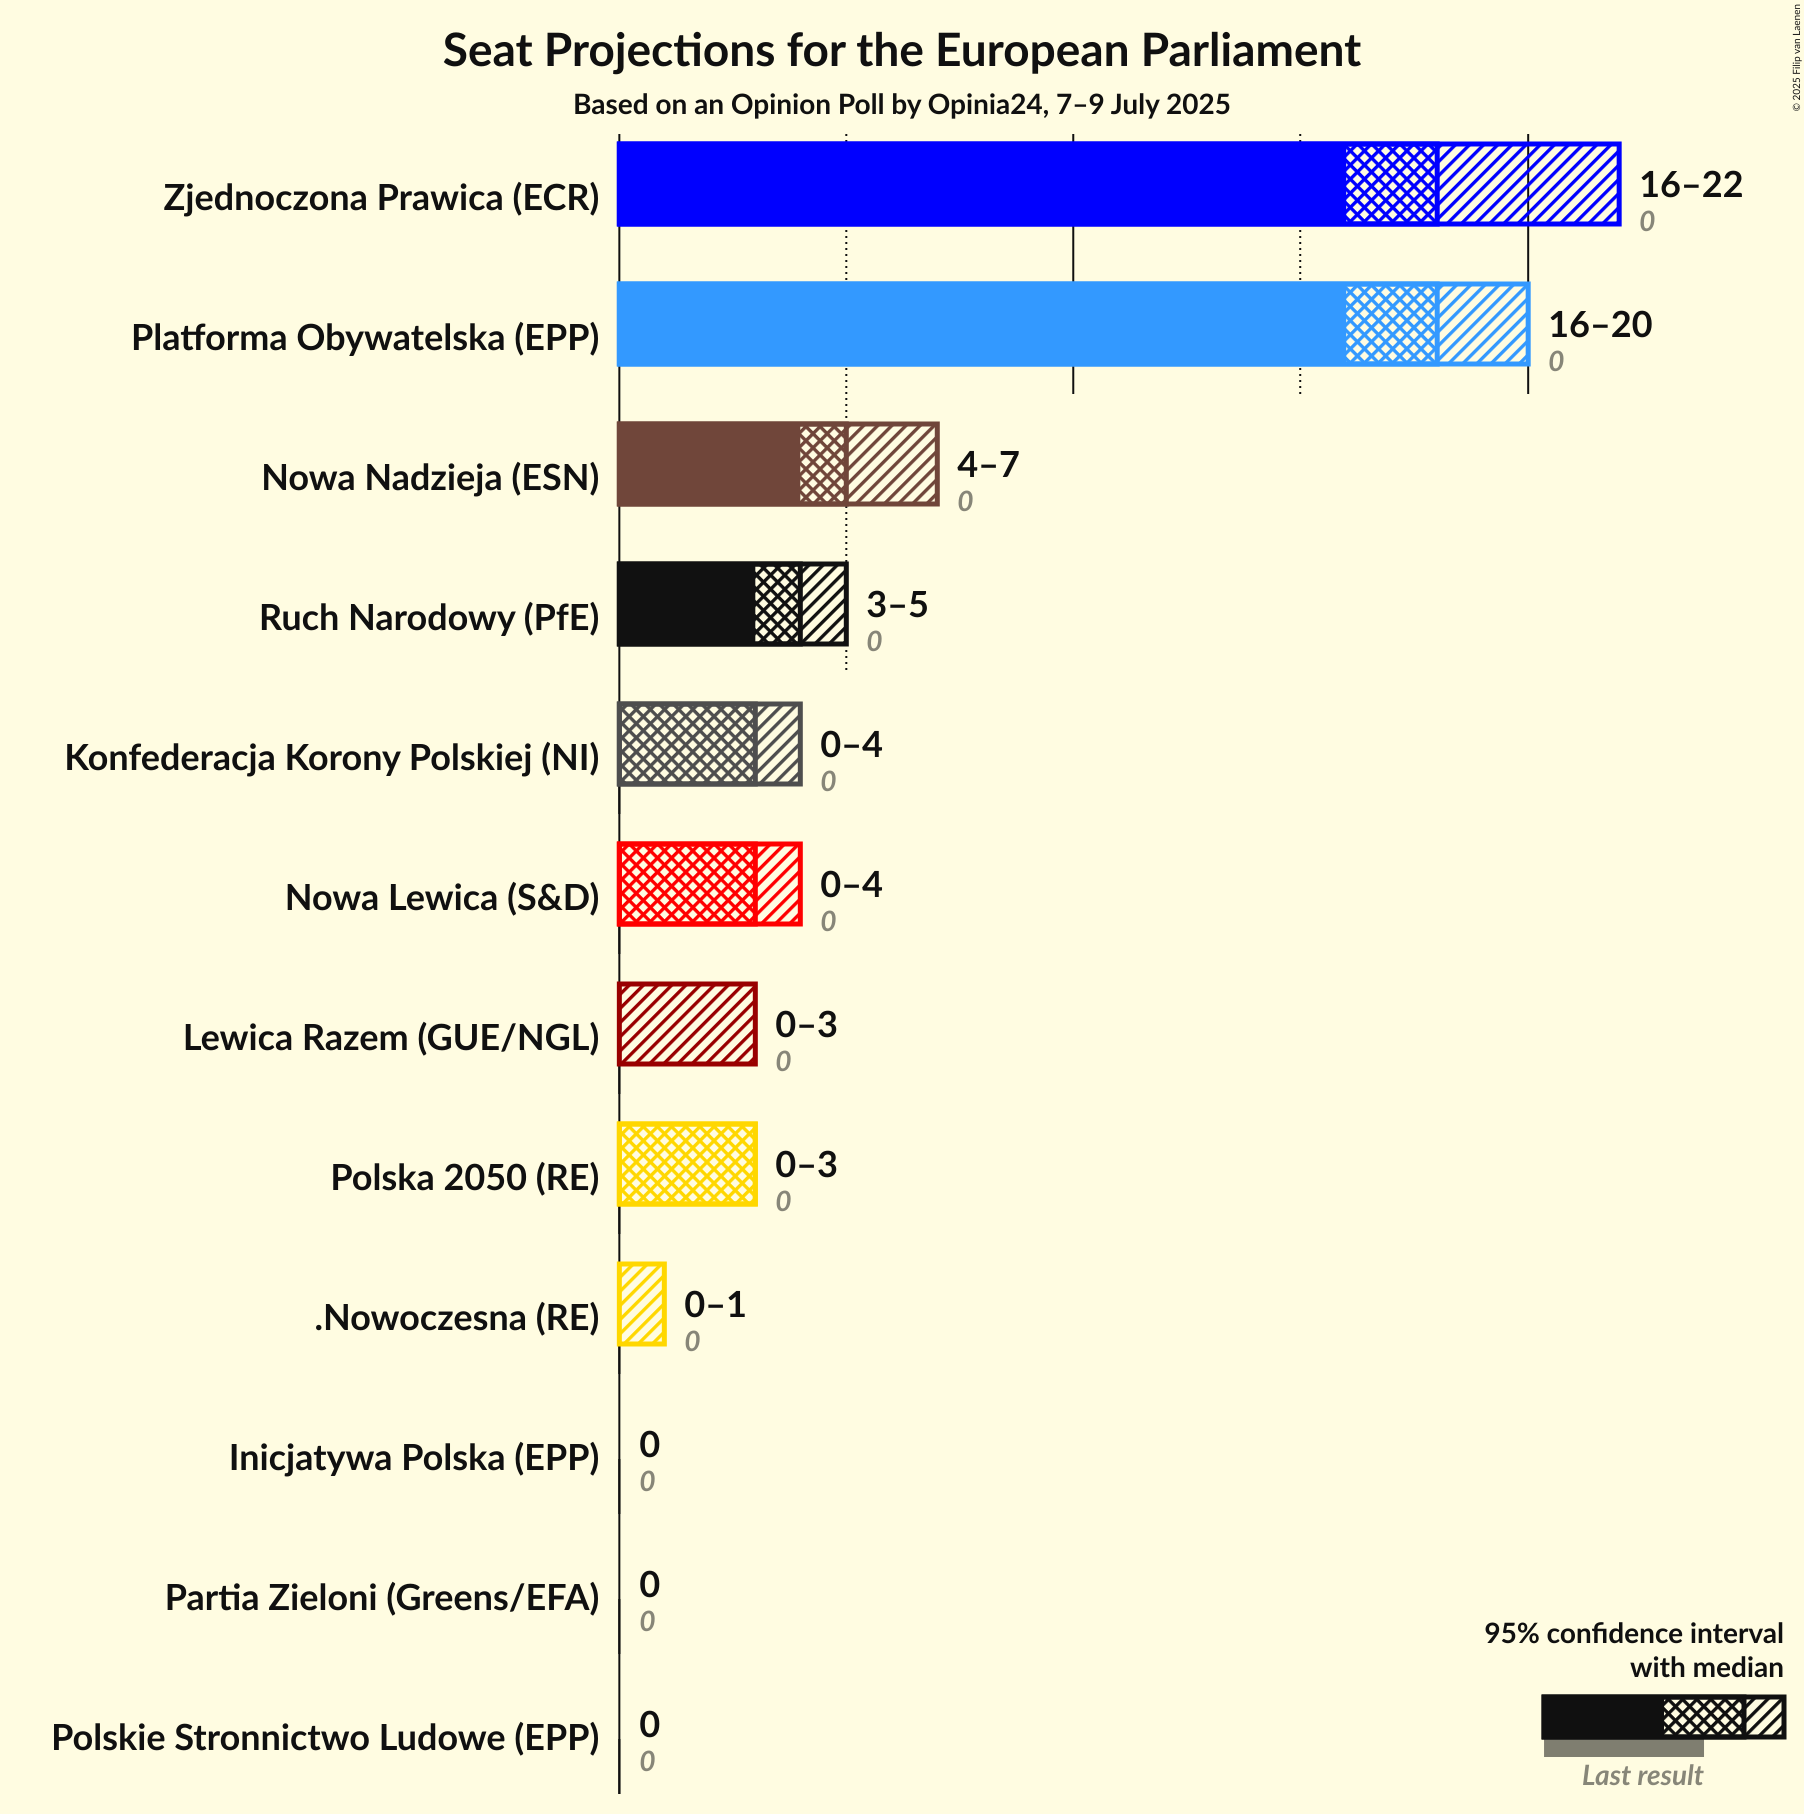 Seat Projections for the European Parliament
Based on an Opinion Poll by Opinia24, 7–9 July 2025
© 2025 Filip van Laenen
Zjednoczona Prawica (ECR)
16–22
0
Platforma Obywatelska (EPP)
16–20
0
Nowa Nadzieja (ESN)
4–7
0
Ruch Narodowy (PfE)
3–5
0
Konfederacja Korony Polskiej (NI)
0–4
0
Nowa Lewica (S&D)
0–4
0
Lewica Razem (GUE/NGL)
0–3
0
Polska 2050 (RE)
0–3
0
.Nowoczesna (RE)
0–1
0
Inicjatywa Polska (EPP)
0
0
Partia Zieloni (Greens/EFA)
0
0
Polskie Stronnictwo Ludowe (EPP)
0
0
95% confidence interval
with median
Last result